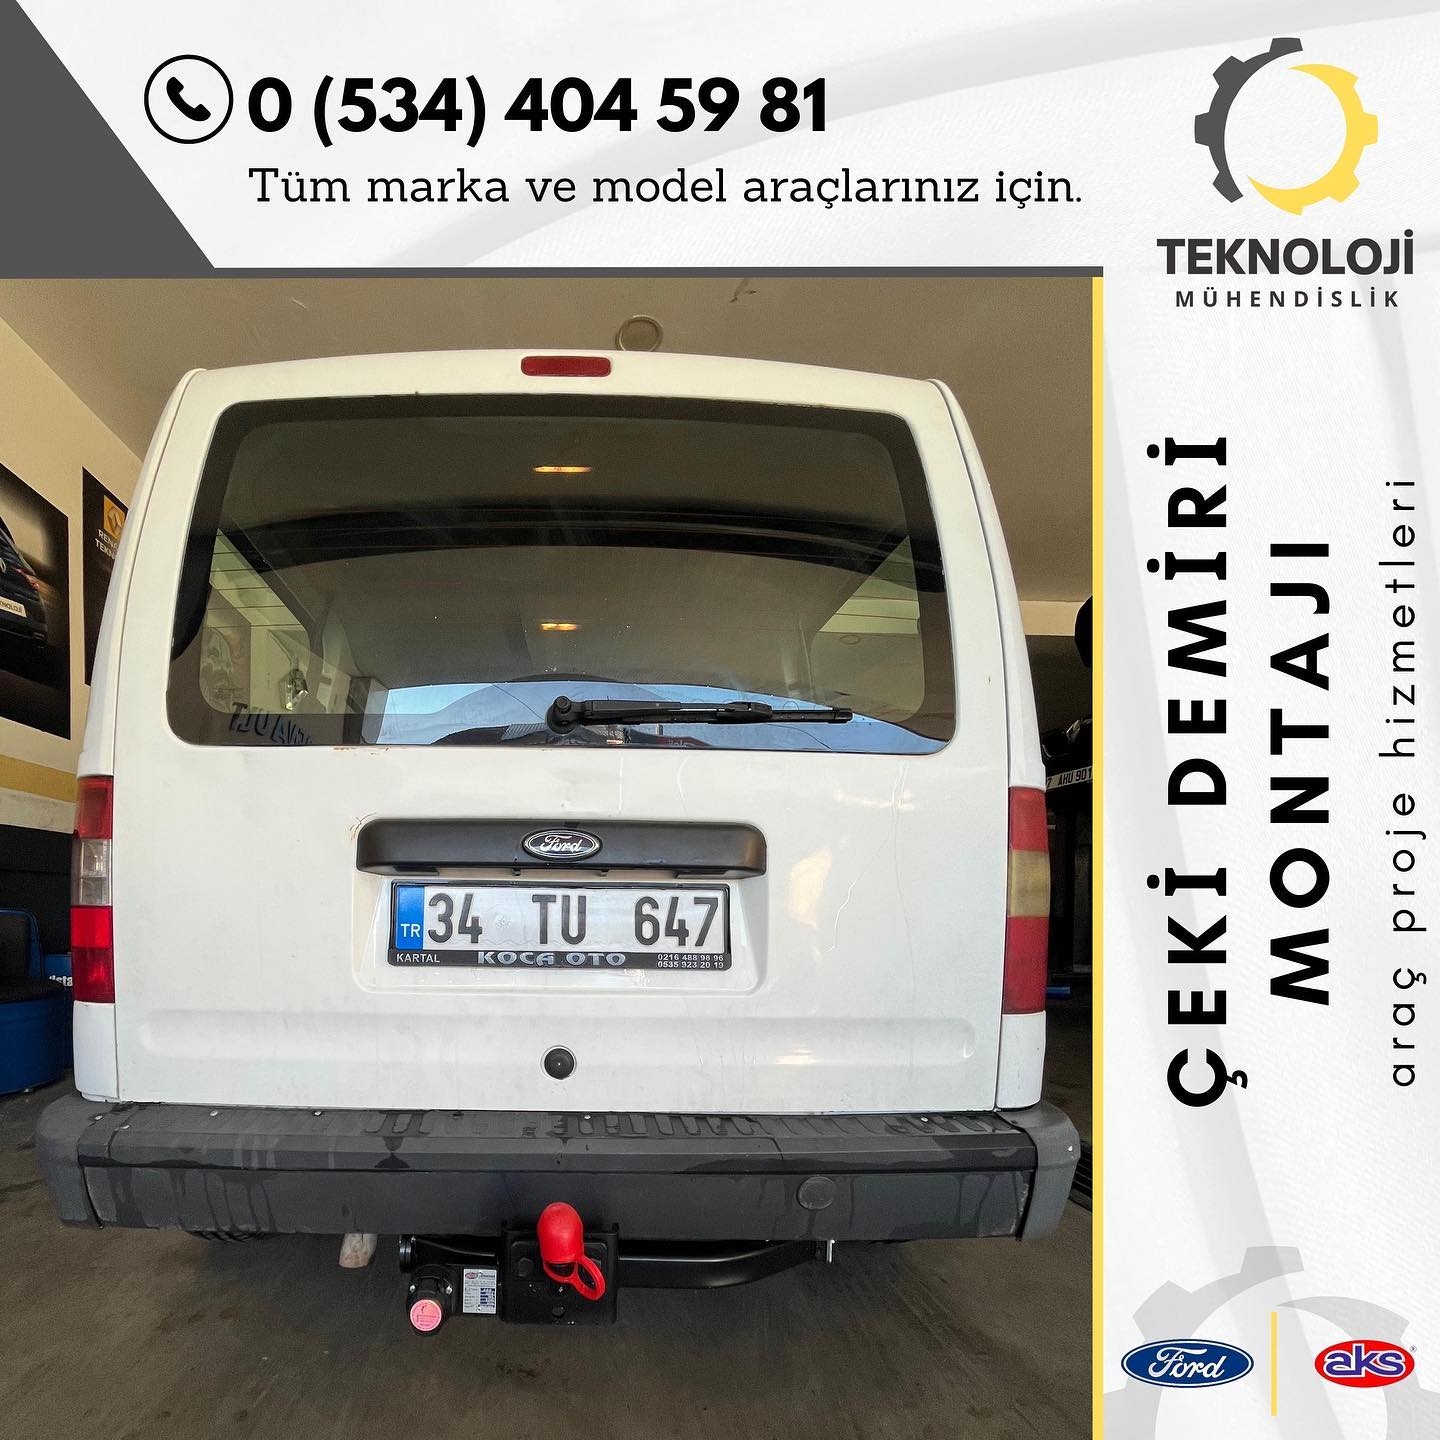 0 (534) 404 59 81
Tüm marka ve model araçlarınız için.
TEKNOLOJİ
MÜHENDİSLİK
ÇEKİ DEMİRİ
MONTAJI
araç proje hizmetleri
Ford
TR 34 TU 647
KARTAL KOCA OTO 0216 488 98 96
0535 923 20 19
AHU 901
Ford
aks